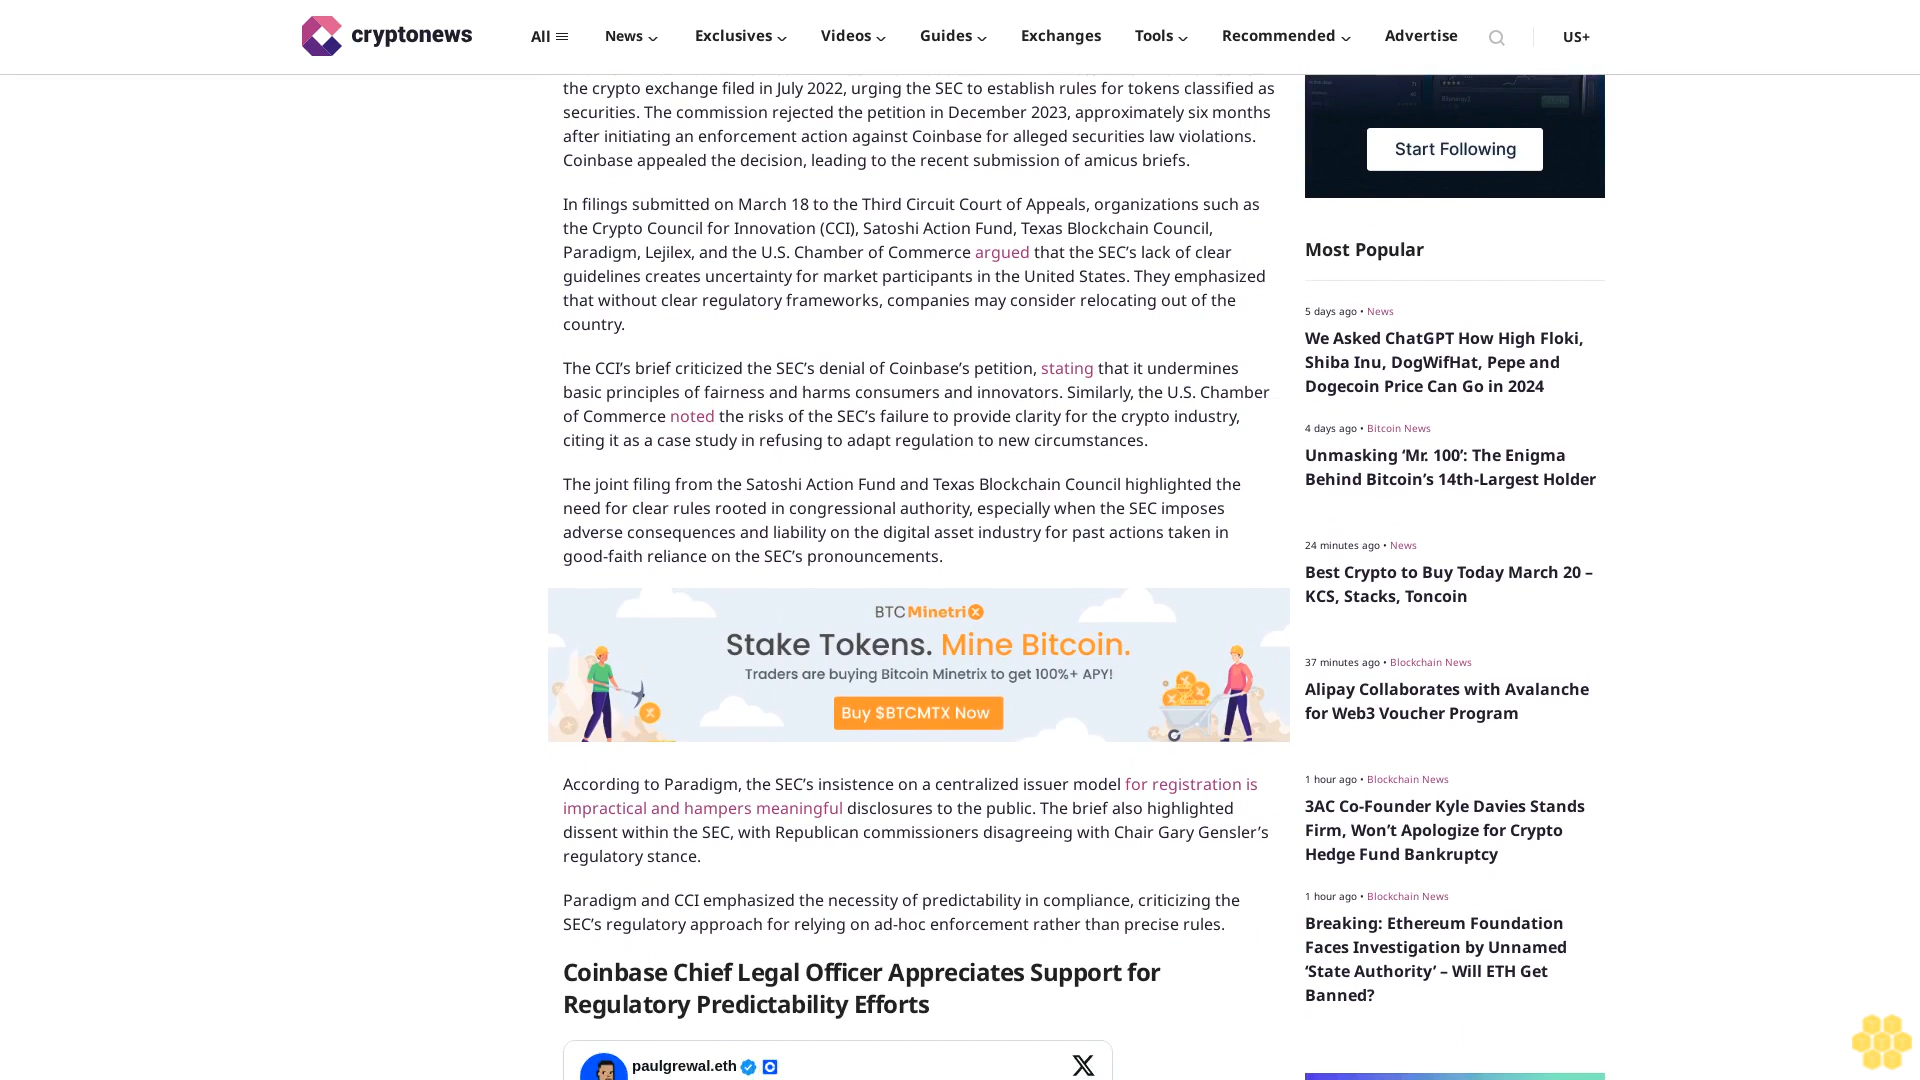 cryptonews
All
News
Exclusives
Videos
Guides
Exchanges
Tools
Recommended
Advertise
US+
the crypto exchange filed in July 2022, urging the SEC to establish rules for tokens classified as
securities. The commission rejected the petition in December 2023, approximately six months
after initiating an enforcement action against Coinbase for alleged securities law violations.
Coinbase appealed the decision, leading to the recent submission of amicus briefs.
In filings submitted on March 18 to the Third Circuit Court of Appeals, organizations such as
the Crypto Council for Innovation (CCI), Satoshi Action Fund, Texas Blockchain Council,
Paradigm, Lejilex, and the U.S. Chamber of Commerce argued that the SEC’s lack of clear
guidelines creates uncertainty for market participants in the United States. They emphasized
that without clear regulatory frameworks, companies may consider relocating out of the
country.
The CCI’s brief criticized the SEC’s denial of Coinbase’s petition, stating that it undermines
basic principles of fairness and harms consumers and innovators. Similarly, the U.S. Chamber
of Commerce noted the risks of the SEC’s failure to provide clarity for the crypto industry,
citing it as a case study in refusing to adapt regulation to new circumstances.
The joint filing from the Satoshi Action Fund and Texas Blockchain Council highlighted the
need for clear rules rooted in congressional authority, especially when the SEC imposes
adverse consequences and liability on the digital asset industry for past actions taken in
good-faith reliance on the SEC’s pronouncements.
BTC Minetrix
Stake Tokens. Mine Bitcoin.
Traders are buying Bitcoin Minetrix to get 100%+ APY!
Buy $BTCMTX Now
According to Paradigm, the SEC’s insistence on a centralized issuer model for registration is
impractical and hampers meaningful disclosures to the public. The brief also highlighted
dissent within the SEC, with Republican commissioners disagreeing with Chair Gary Gensler’s
regulatory stance.
Paradigm and CCI emphasized the necessity of predictability in compliance, criticizing the
SEC’s regulatory approach for relying on ad-hoc enforcement rather than precise rules.
Coinbase Chief Legal Officer Appreciates Support for
Regulatory Predictability Efforts
paulgrewal.eth
Start Following
Most Popular
5 days ago • News
We Asked ChatGPT How High Floki,
Shiba Inu, DogWifHat, Pepe and
Dogecoin Price Can Go in 2024
4 days ago • Bitcoin News
Unmasking ‘Mr. 100’: The Enigma
Behind Bitcoin’s 14th-Largest Holder
24 minutes ago • News
Best Crypto to Buy Today March 20 –
KCS, Stacks, Toncoin
37 minutes ago • Blockchain News
Alipay Collaborates with Avalanche
for Web3 Voucher Program
1 hour ago • Blockchain News
3AC Co-Founder Kyle Davies Stands
Firm, Won’t Apologize for Crypto
Hedge Fund Bankruptcy
1 hour ago • Blockchain News
Breaking: Ethereum Foundation
Faces Investigation by Unnamed
‘State Authority’ – Will ETH Get
Banned?